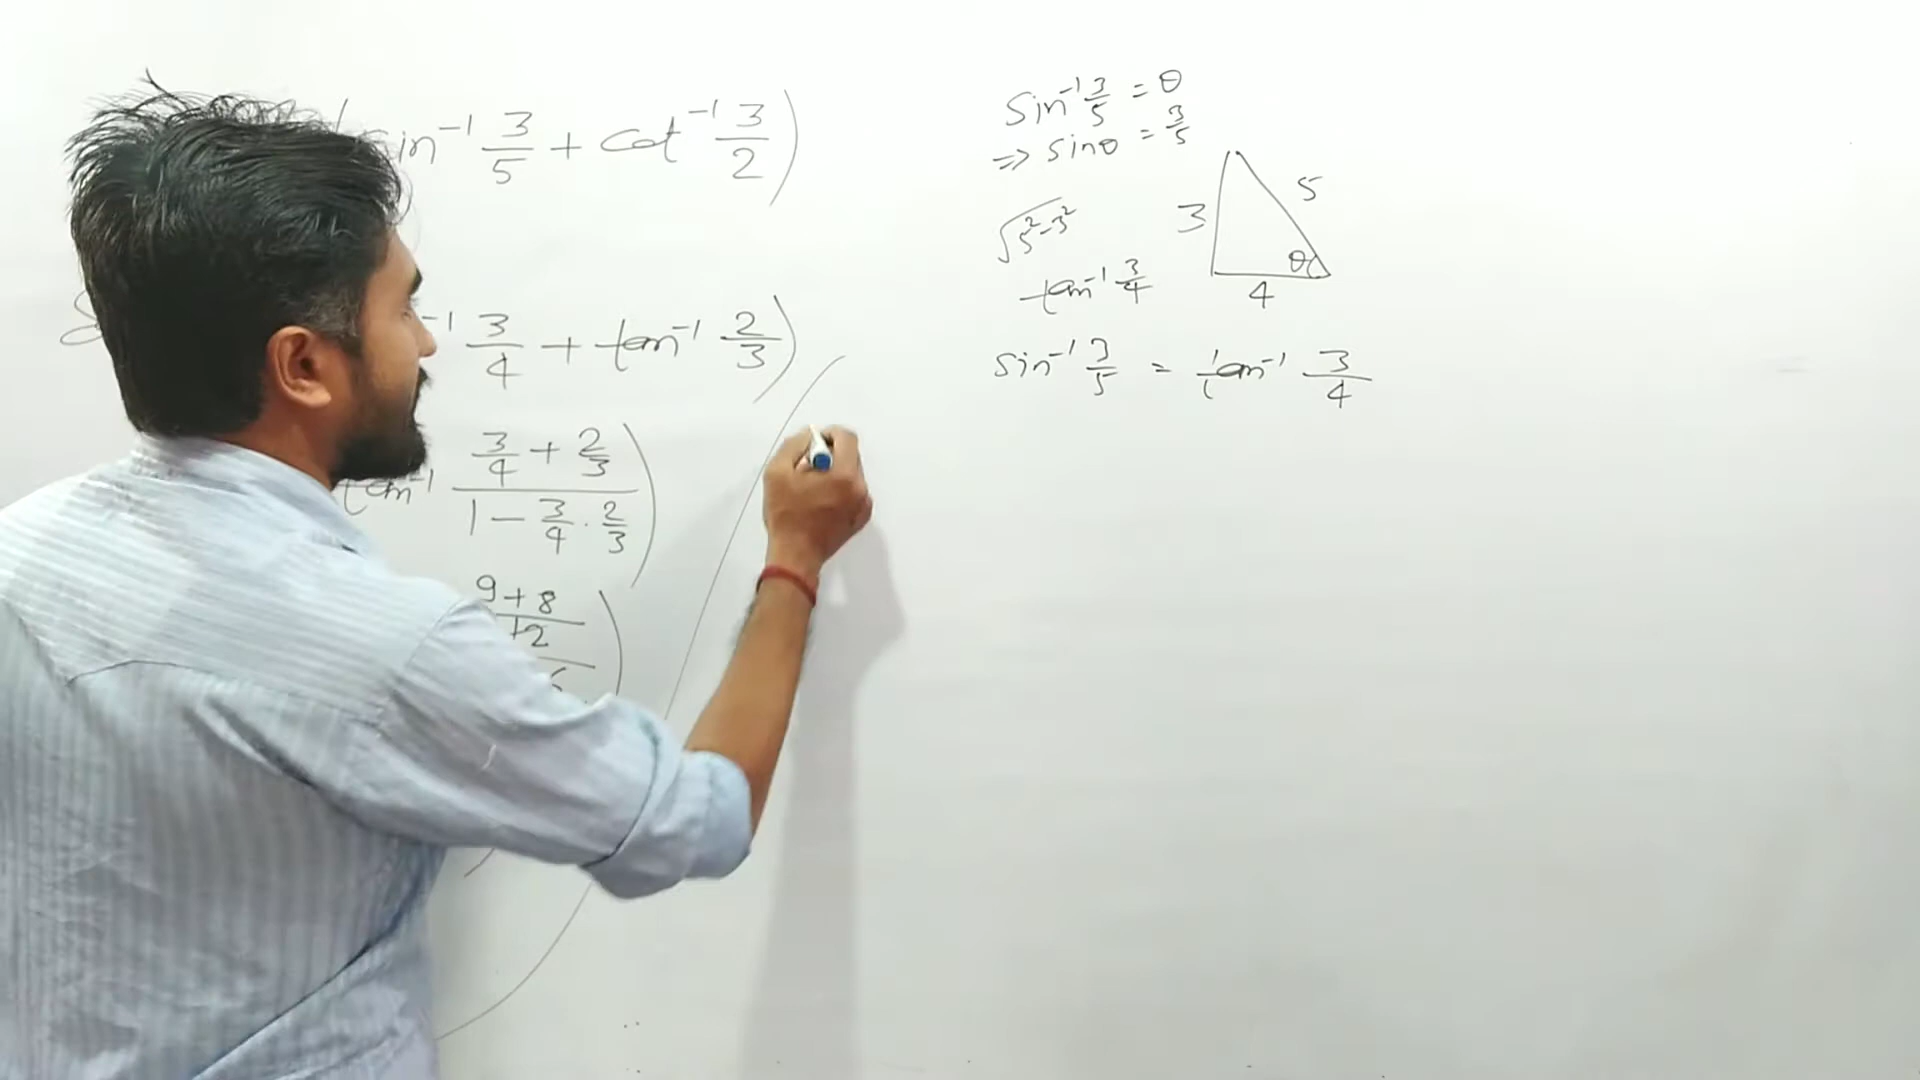 in⁻¹ 3/5 + cot⁻¹ 3/2)
⁻¹ 3/4 + tan⁻¹ 2/3)
tan⁻¹ (3/4 + 2/3)/(1 - 3/4 · 2/3))
(9+8)/12
Sin⁻¹ 3/5 = θ
=> sinθ = 3/5
√(5² - 3²)
tan⁻¹ 3/4
3
5
θ
4
sin⁻¹ 3/5 = tan⁻¹ 3/4